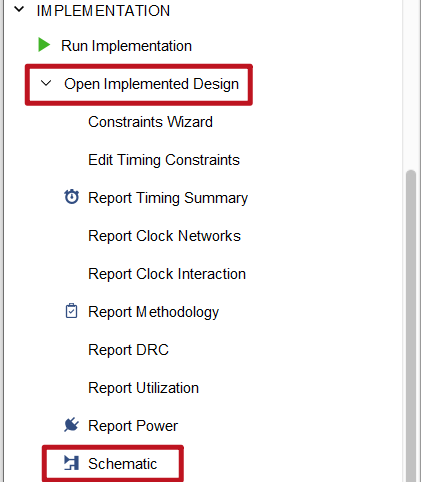 IMPLEMENTATION
Run Implementation
Open Implemented Design
Constraints Wizard
Edit Timing Constraints
Report Timing Summary
Report Clock Networks
Report Clock Interaction
Report Methodology
Report DRC
Report Utilization
Report Power
Schematic